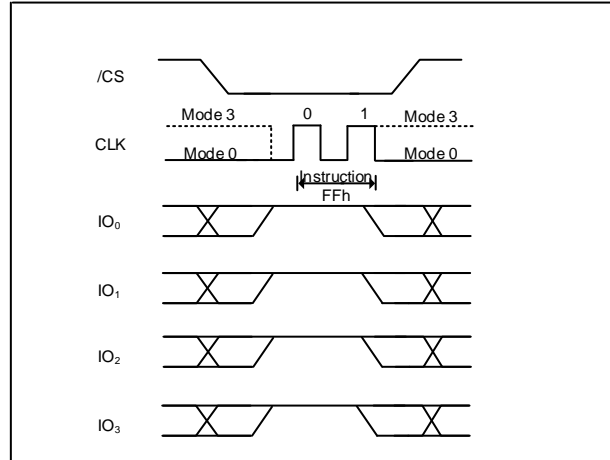 /CS
Mode 3 0 1 Mode 3
CLK
Mode 0 Mode 0
Instruction
FFh
IO₀
IO₁
IO₂
IO₃